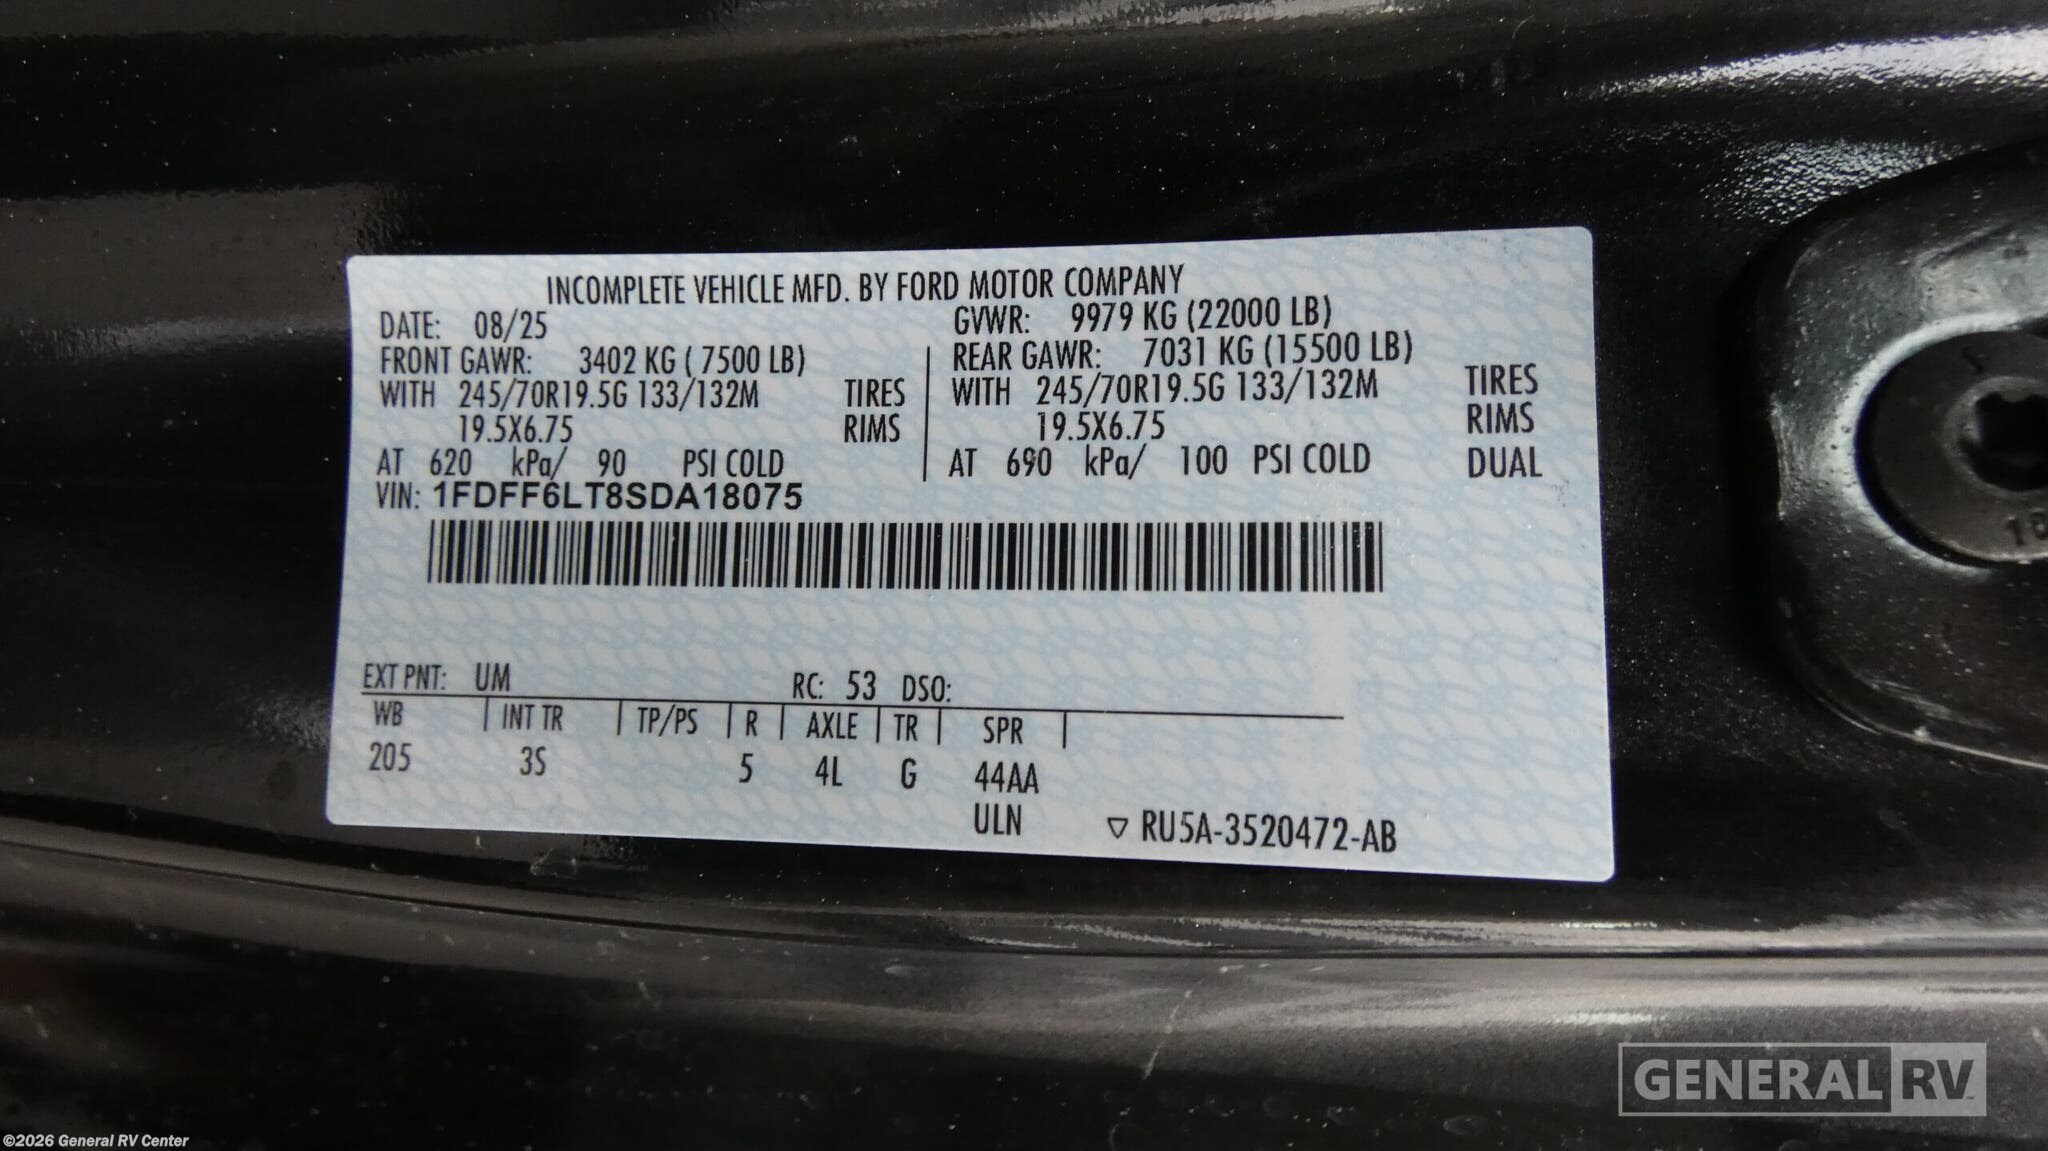 INCOMPLETE VEHICLE MFD. BY FORD MOTOR COMPANY
DATE: 08/25 GVWR: 9979 KG (22000 LB)
FRONT GAWR: 3402 KG ( 7500 LB) REAR GAWR: 7031 KG (15500 LB)
WITH 245/70R19.5G 133/132M TIRES WITH 245/70R19.5G 133/132M TIRES
19.5X6.75 RIMS 19.5X6.75 RIMS
AT 620 kPa/ 90 PSI COLD AT 690 kPa/ 100 PSI COLD DUAL
VIN: 1FDFF6LT8SDA18075
EXT PNT: UM RC: 53 DSO:
WB INT TR TP/PS R AXLE TR SPR
205 3S 5 4L G 44AA
ULN ▽ RU5A-3520472-AB
GENERAL RV
©2026 General RV Center